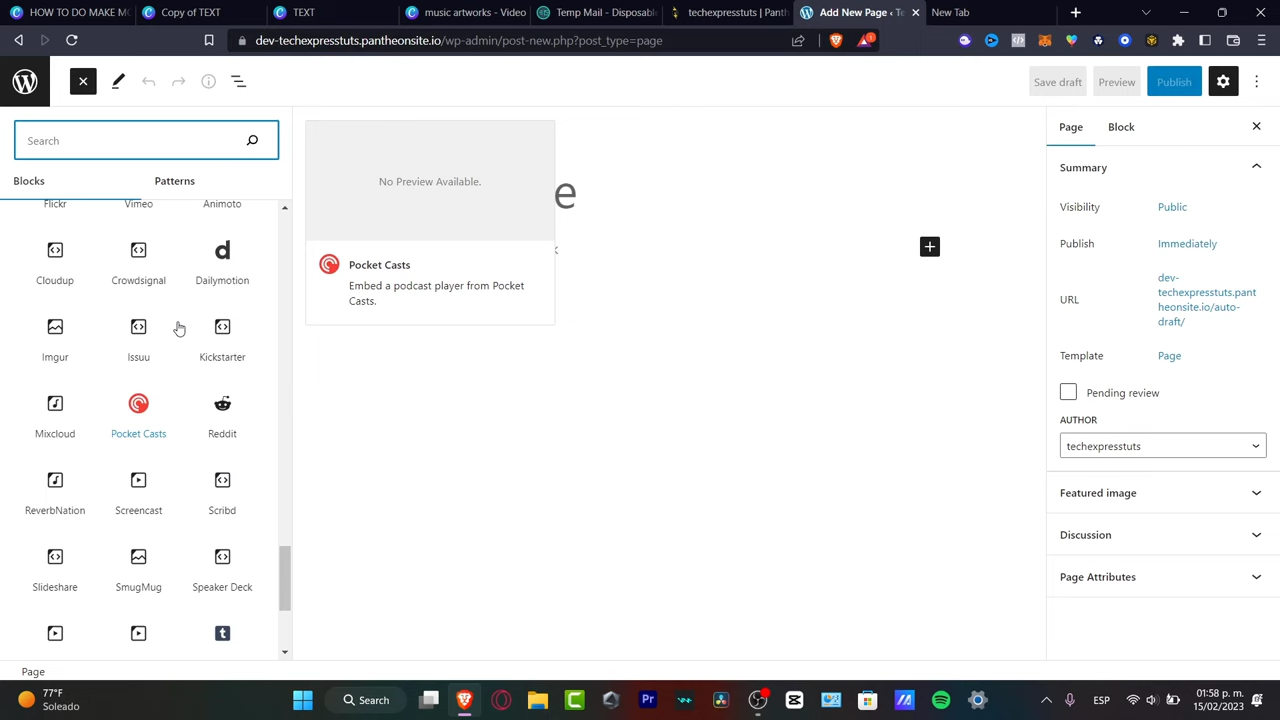 HOW TO DO MAKE MO
Copy of TEXT
TEXT
music artworks - Video
Temp Mail - Disposable
techexpresstuts | Panth
Add New Page ‹ Te
New Tab
dev-techexpresstuts.pantheonsite.io/wp-admin/post-new.php?post_type=page
Save draft
Preview
Publish
Search
Blocks
Patterns
Flickr
Vimeo
Animoto
Cloudup
Crowdsignal
Dailymotion
Imgur
Issuu
Kickstarter
Mixcloud
Pocket Casts
Reddit
ReverbNation
Screencast
Scribd
Slideshare
SmugMug
Speaker Deck
No Preview Available.
Pocket Casts
Embed a podcast player from Pocket
Casts.
e
Page
Block
Summary
Visibility
Public
Publish
Immediately
URL
dev-
techexpresstuts.pant
heonsite.io/auto-
draft/
Template
Page
Pending review
AUTHOR
techexpresstuts
Featured image
Discussion
Page Attributes
Page
77°F
Soleado
Search
Pr
ESP
01:58 p. m.
15/02/2023